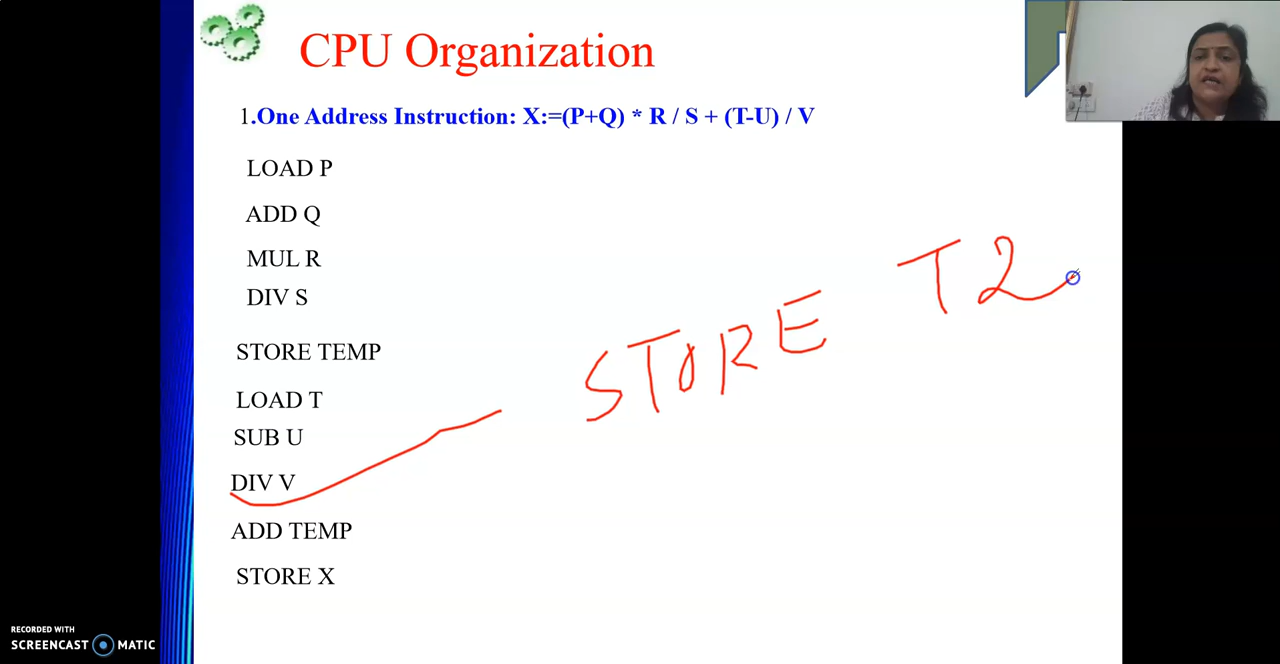 CPU Organization
1.One Address Instruction: X:=(P+Q) * R / S + (T-U) / V
LOAD P
ADD Q
MUL R
DIV S
STORE TEMP
LOAD T
SUB U
DIV V
STORE T2
ADD TEMP
STORE X
RECORDED WITH
SCREENCAST MATIC